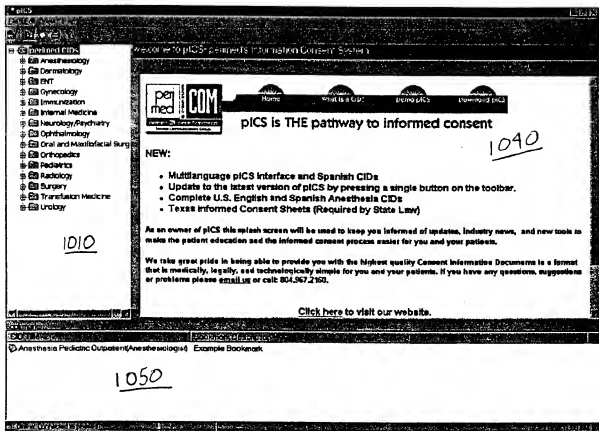 pICS
Welcome to pICS-perimed's Information Consent System
perimed CIDs
Anesthesiology
Dermatology
ENT
Gynecology
Immunization
Internal Medicine
Neurology/Psychiatry
Ophthalmology
Oral and Maxillofacial Surg
Orthopedics
Pediatrics
Radiology
Surgery
Transfusion Medicine
Urology
1010
peri
med
COM
Home
What is a CID?
Demo pICS
Download pICS
pICS is THE pathway to informed consent
1040
NEW:
• Multilanguage pICS interface and Spanish CIDs
• Update to the latest version of pICS by pressing a single button on the toolbar.
• Complete U.S. English and Spanish Anesthesia CIDs
• Texas Informed Consent Sheets (Required by State Law)
As an owner of pICS this splash screen will be used to keep you informed of updates, industry news, and new tools to
make the patient education and the informed consent process easier for you and your patients.
We take great pride in being able to provide you with the highest quality Consent Informative Documents in a format
that is medically, legally, and technologically simple for you and your patients. If you have any questions, suggestions
or problems please email us or call: 804.967.2160.
Click here to visit our website.
Anesthesia Pediatric Outpatient(Anesthesiologist) Example Bookmark
1050